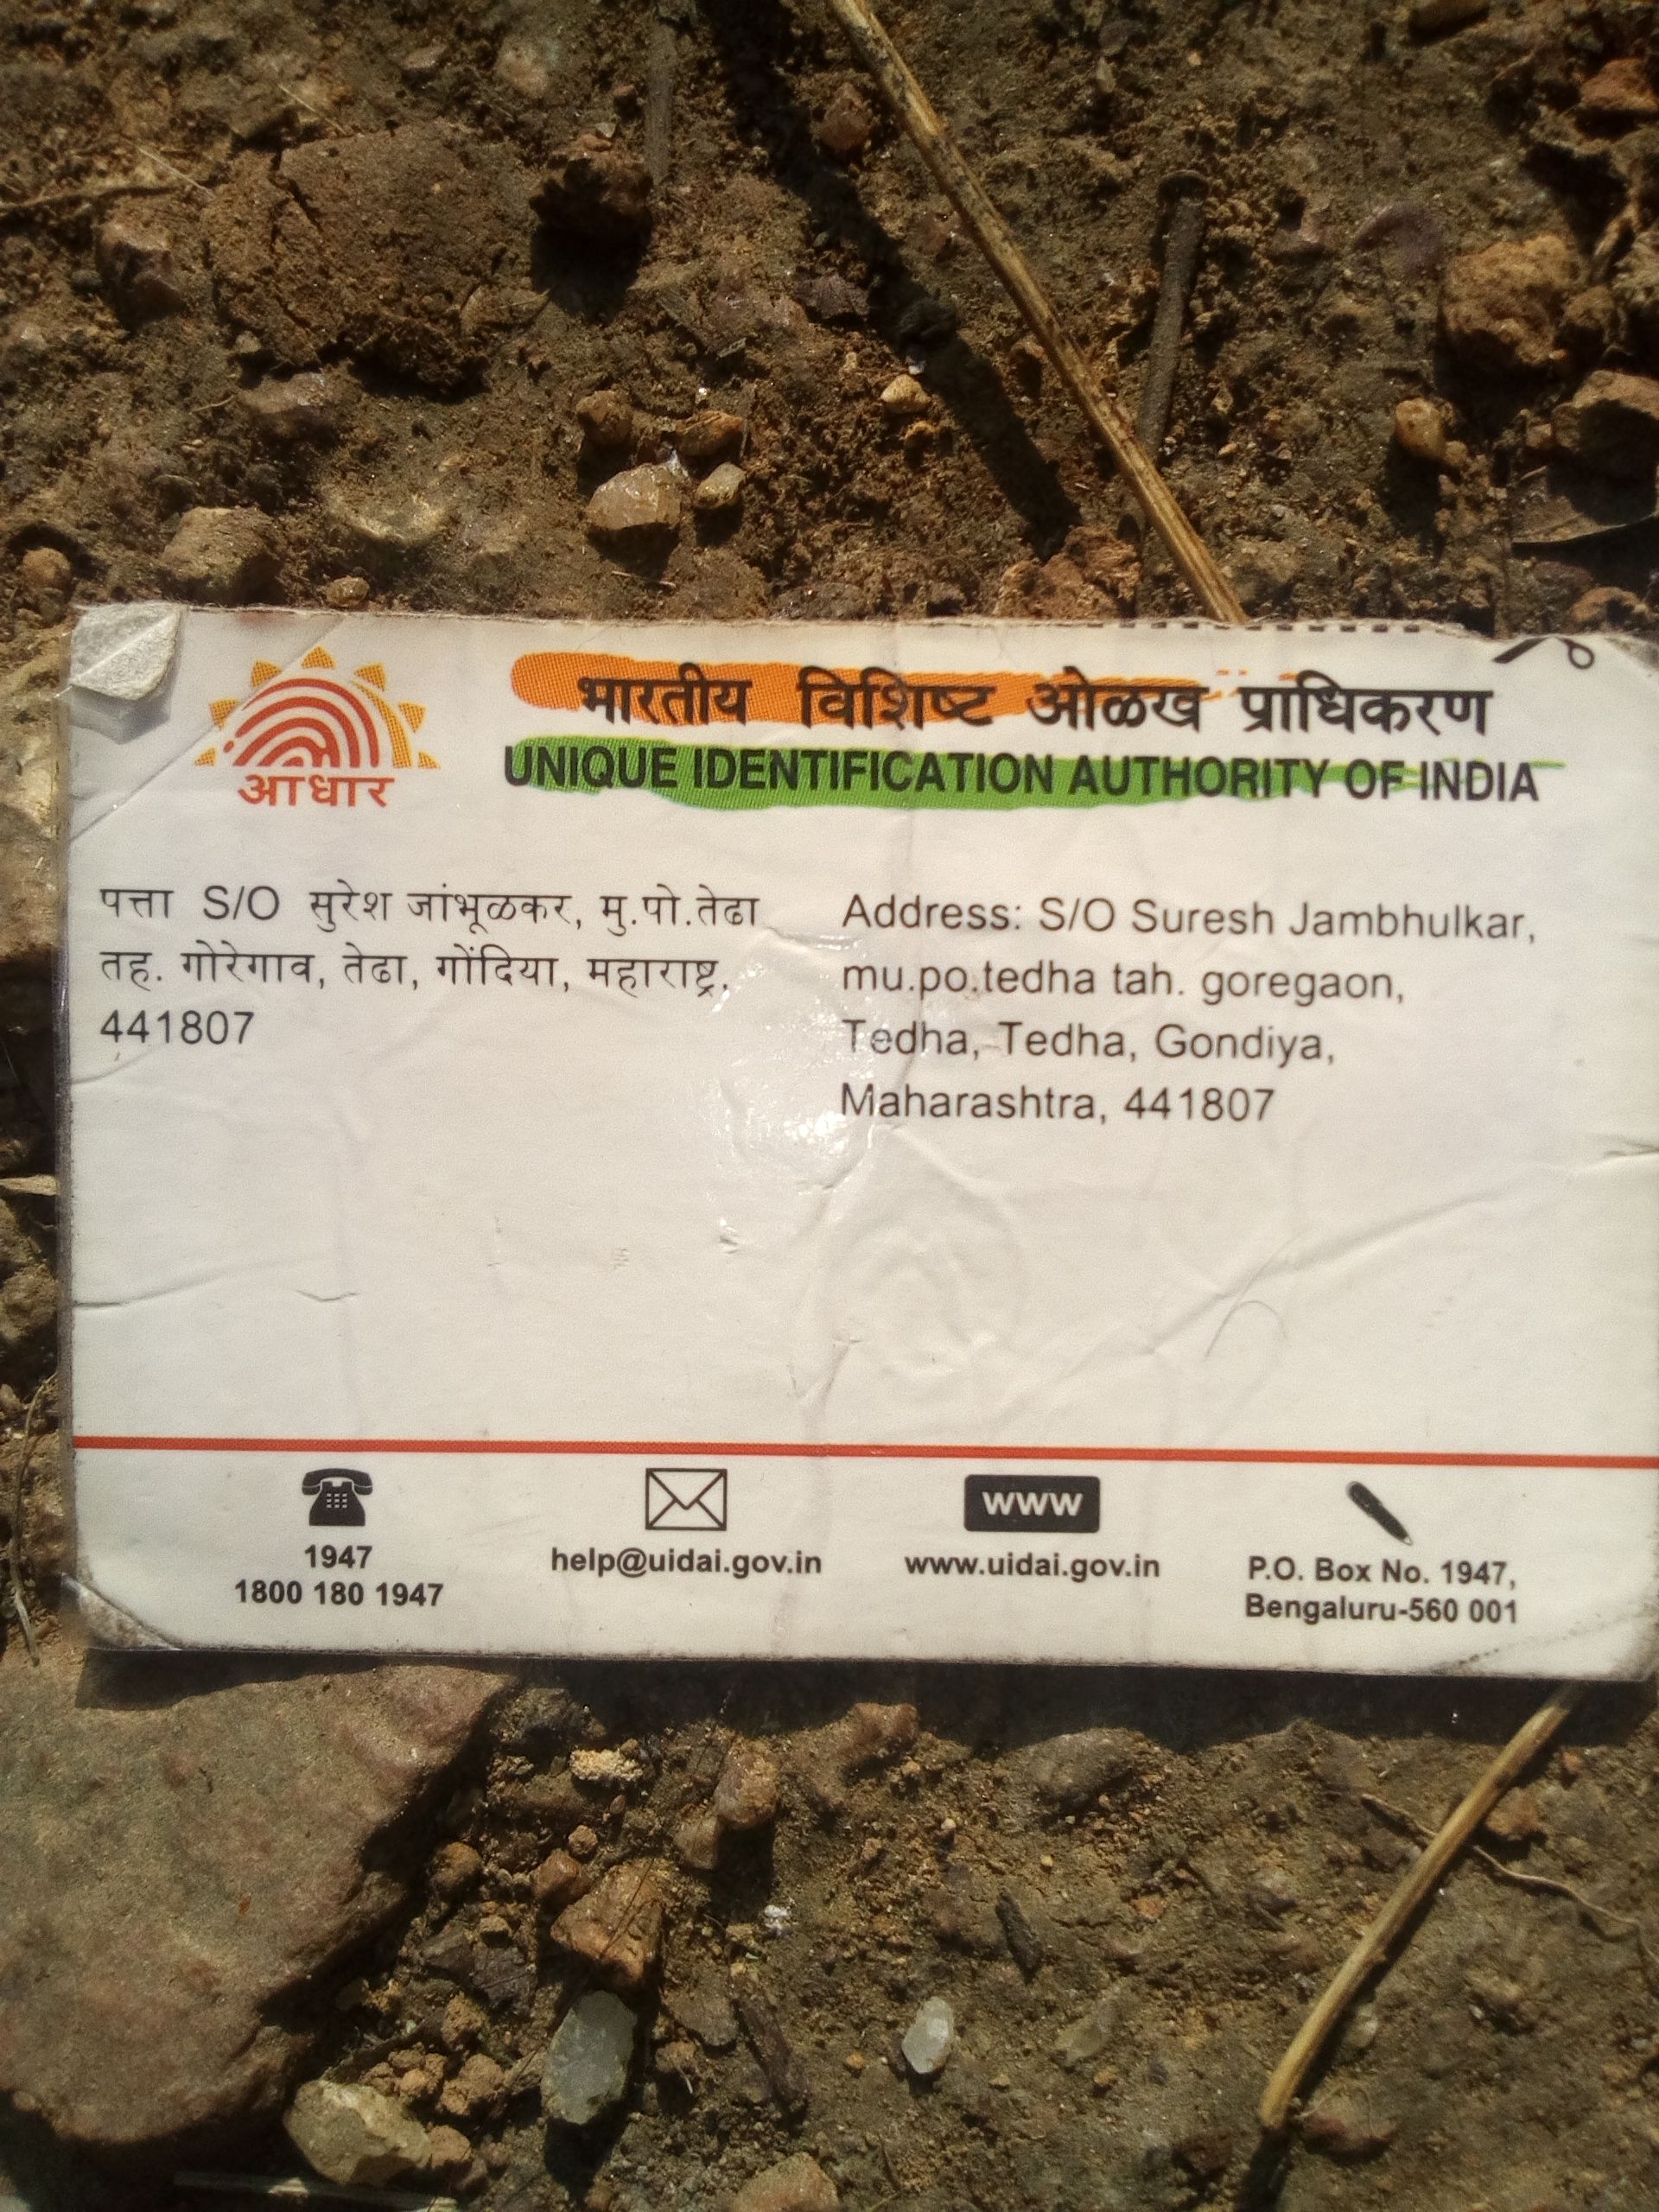 आधार
भारतीय विशिष्ट ओळख प्राधिकरण
UNIQUE IDENTIFICATION AUTHORITY OF INDIA
पत्ता S/O सुरेश जांभूळकर, मु.पो.तेढा
तह. गोरेगाव, तेढा, गोंदिया, महाराष्ट्र,
441807
Address: S/O Suresh Jambhulkar,
mu.po.tedha tah. goregaon,
Tedha, Tedha, Gondiya,
Maharashtra, 441807
1947
1800 180 1947
help@uidai.gov.in
www
www.uidai.gov.in
P.O. Box No. 1947,
Bengaluru-560 001